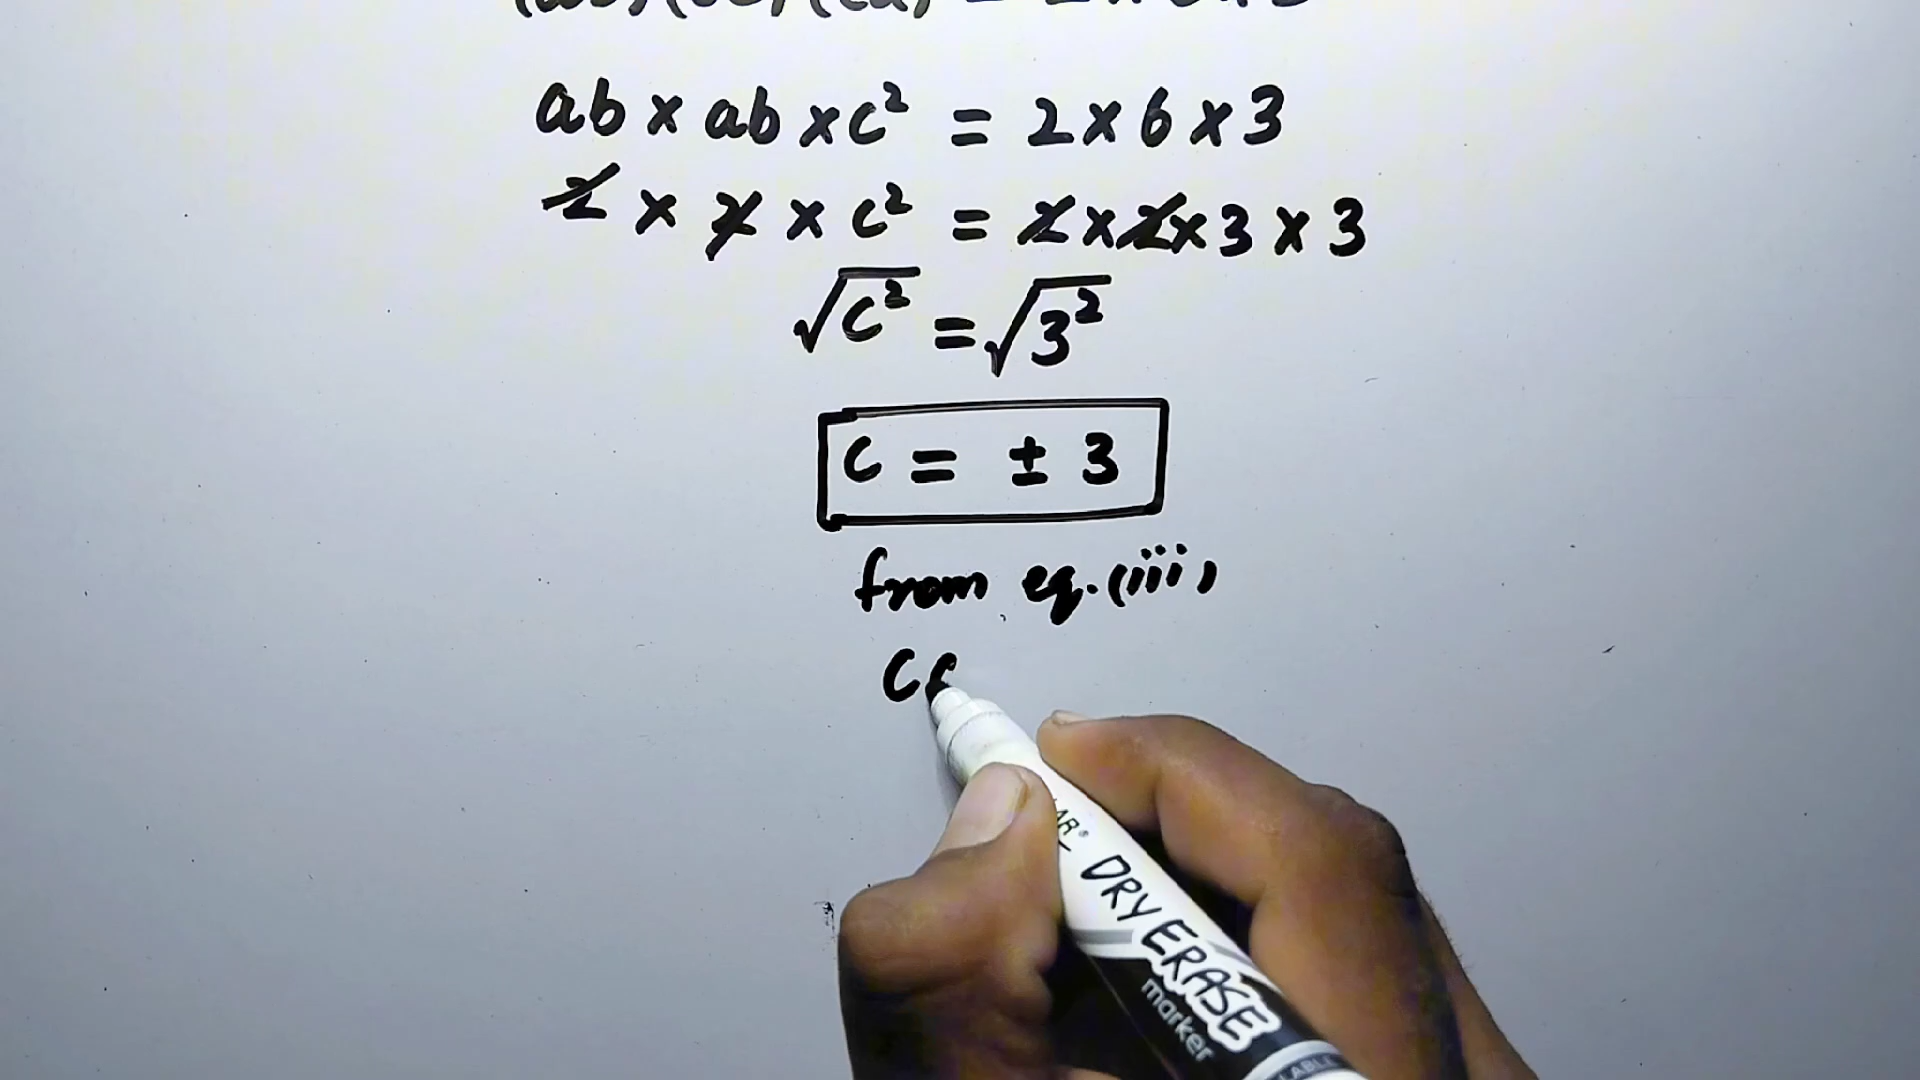 ab x ab x c² = 2 x 6 x 3
2 x 2 x c² = 2 x 2 x 3 x 3
√c² = √3²
c = ± 3
from eq. (iii)
c
AR®
DRY ERASE
marker